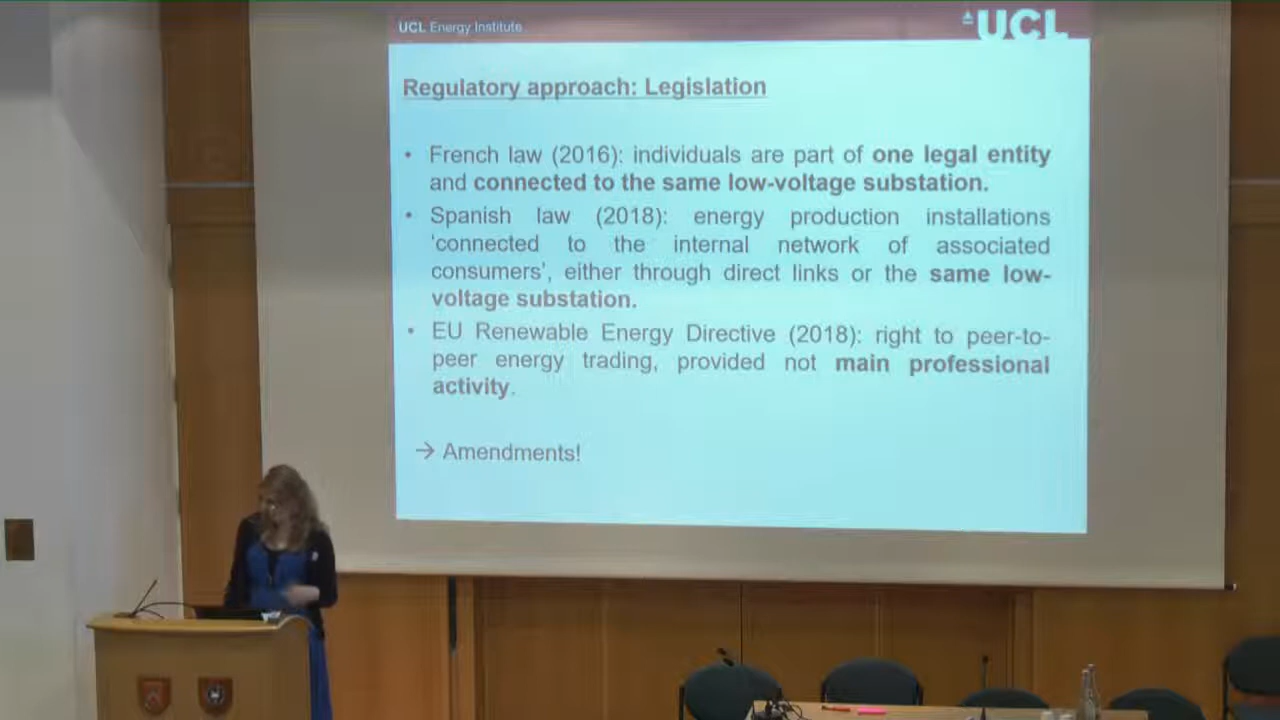 UCL Energy Institute
UCL
Regulatory approach: Legislation
• French law (2016): individuals are part of one legal entity
and connected to the same low-voltage substation.
• Spanish law (2018): energy production installations
'connected to the internal network of associated
consumers', either through direct links or the same low-
voltage substation.
• EU Renewable Energy Directive (2018): right to peer-to-
peer energy trading, provided not main professional
activity.
→ Amendments!